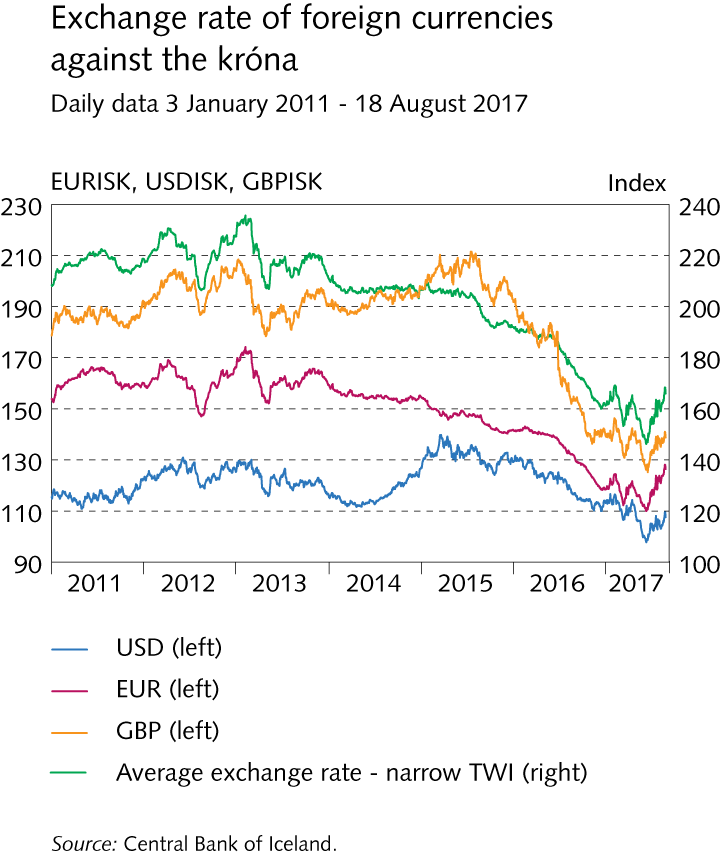 Exchange rate of foreign currencies
against the króna
Daily data 3 January 2011 - 18 August 2017
EURISK, USDISK, GBPISK Index
230 240
210 220
190 200
170 180
150 160
130 140
110 120
90 100
2011 2012 2013 2014 2015 2016 2017
USD (left)
EUR (left)
GBP (left)
Average exchange rate - narrow TWI (right)
Source: Central Bank of Iceland.